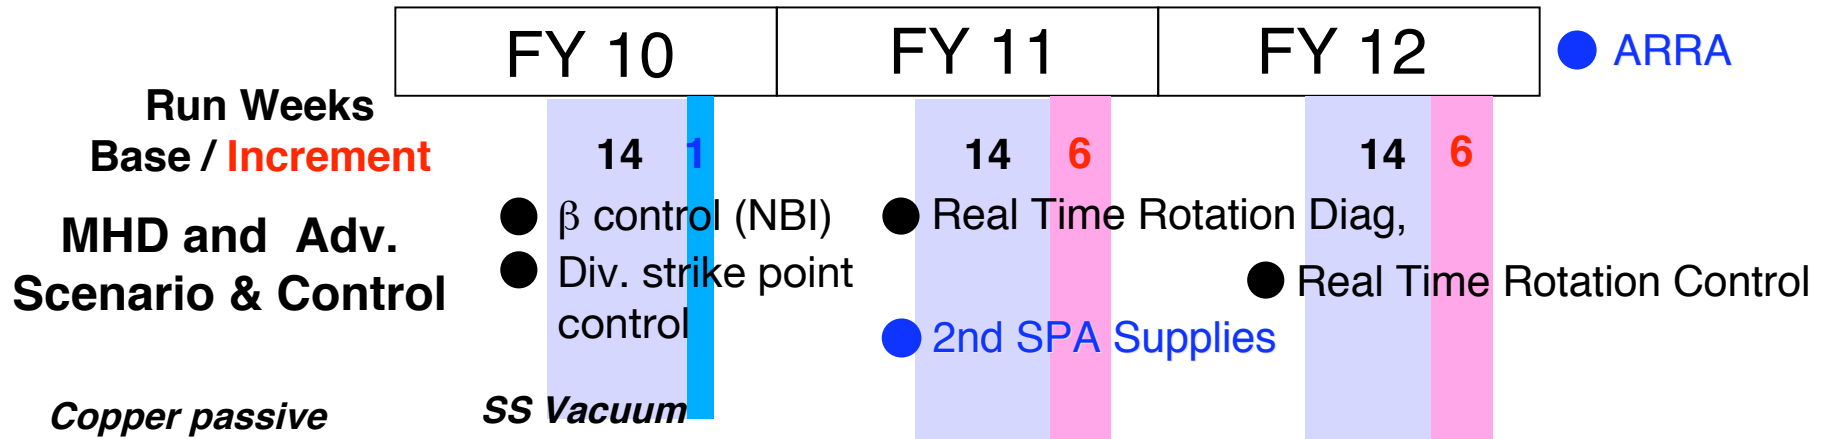 FY 10 FY 11 FY 12 ARRA
Run Weeks
Base / Increment 14 1 14 6 14 6
MHD and Adv.
Scenario & Control
β control (NBI)
Div. strike point
control
Real Time Rotation Diag,
2nd SPA Supplies
Real Time Rotation Control
Copper passive
SS Vacuum